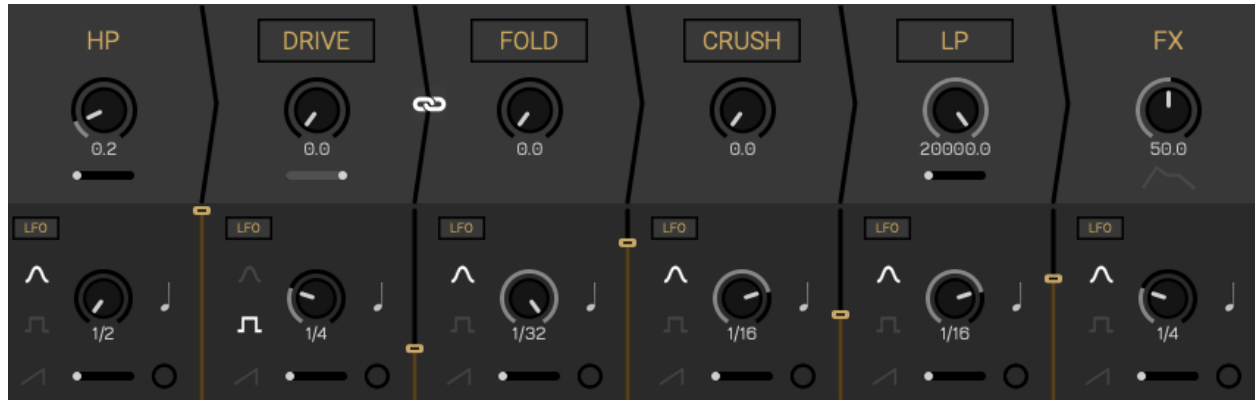 HP DRIVE FOLD CRUSH LP FX
0.2 0.0 0.0 0.0 20000.0 50.0
LFO LFO LFO LFO LFO LFO
1/2 1/4 1/32 1/16 1/16 1/4